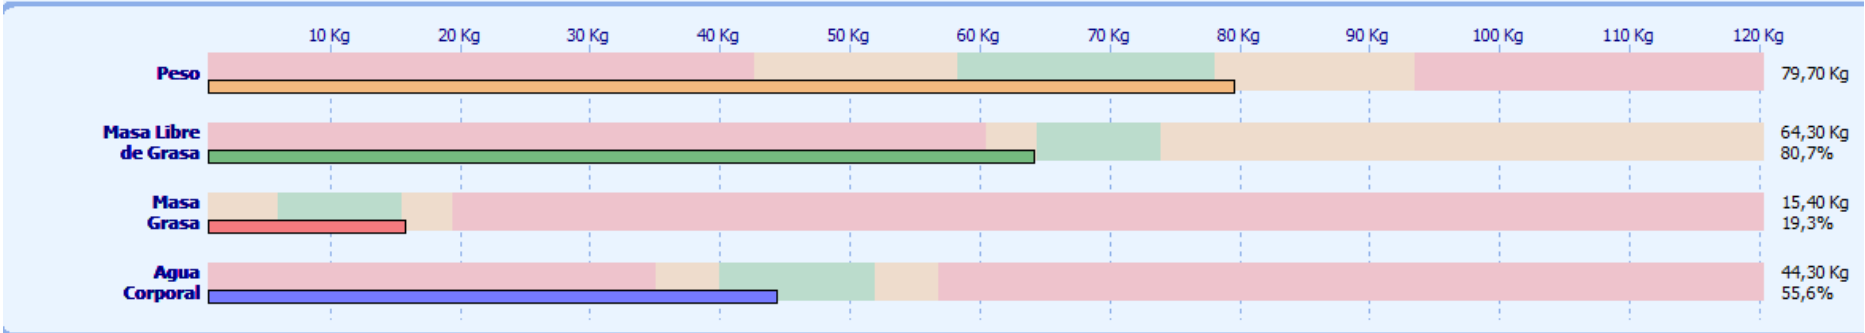 10 Kg 20 Kg 30 Kg 40 Kg 50 Kg 60 Kg 70 Kg 80 Kg 90 Kg 100 Kg 110 Kg 120 Kg
Peso 79,70 Kg
Masa Libre 64,30 Kg
de Grasa 80,7%
Masa 15,40 Kg
Grasa 19,3%
Agua 44,30 Kg
Corporal 55,6%